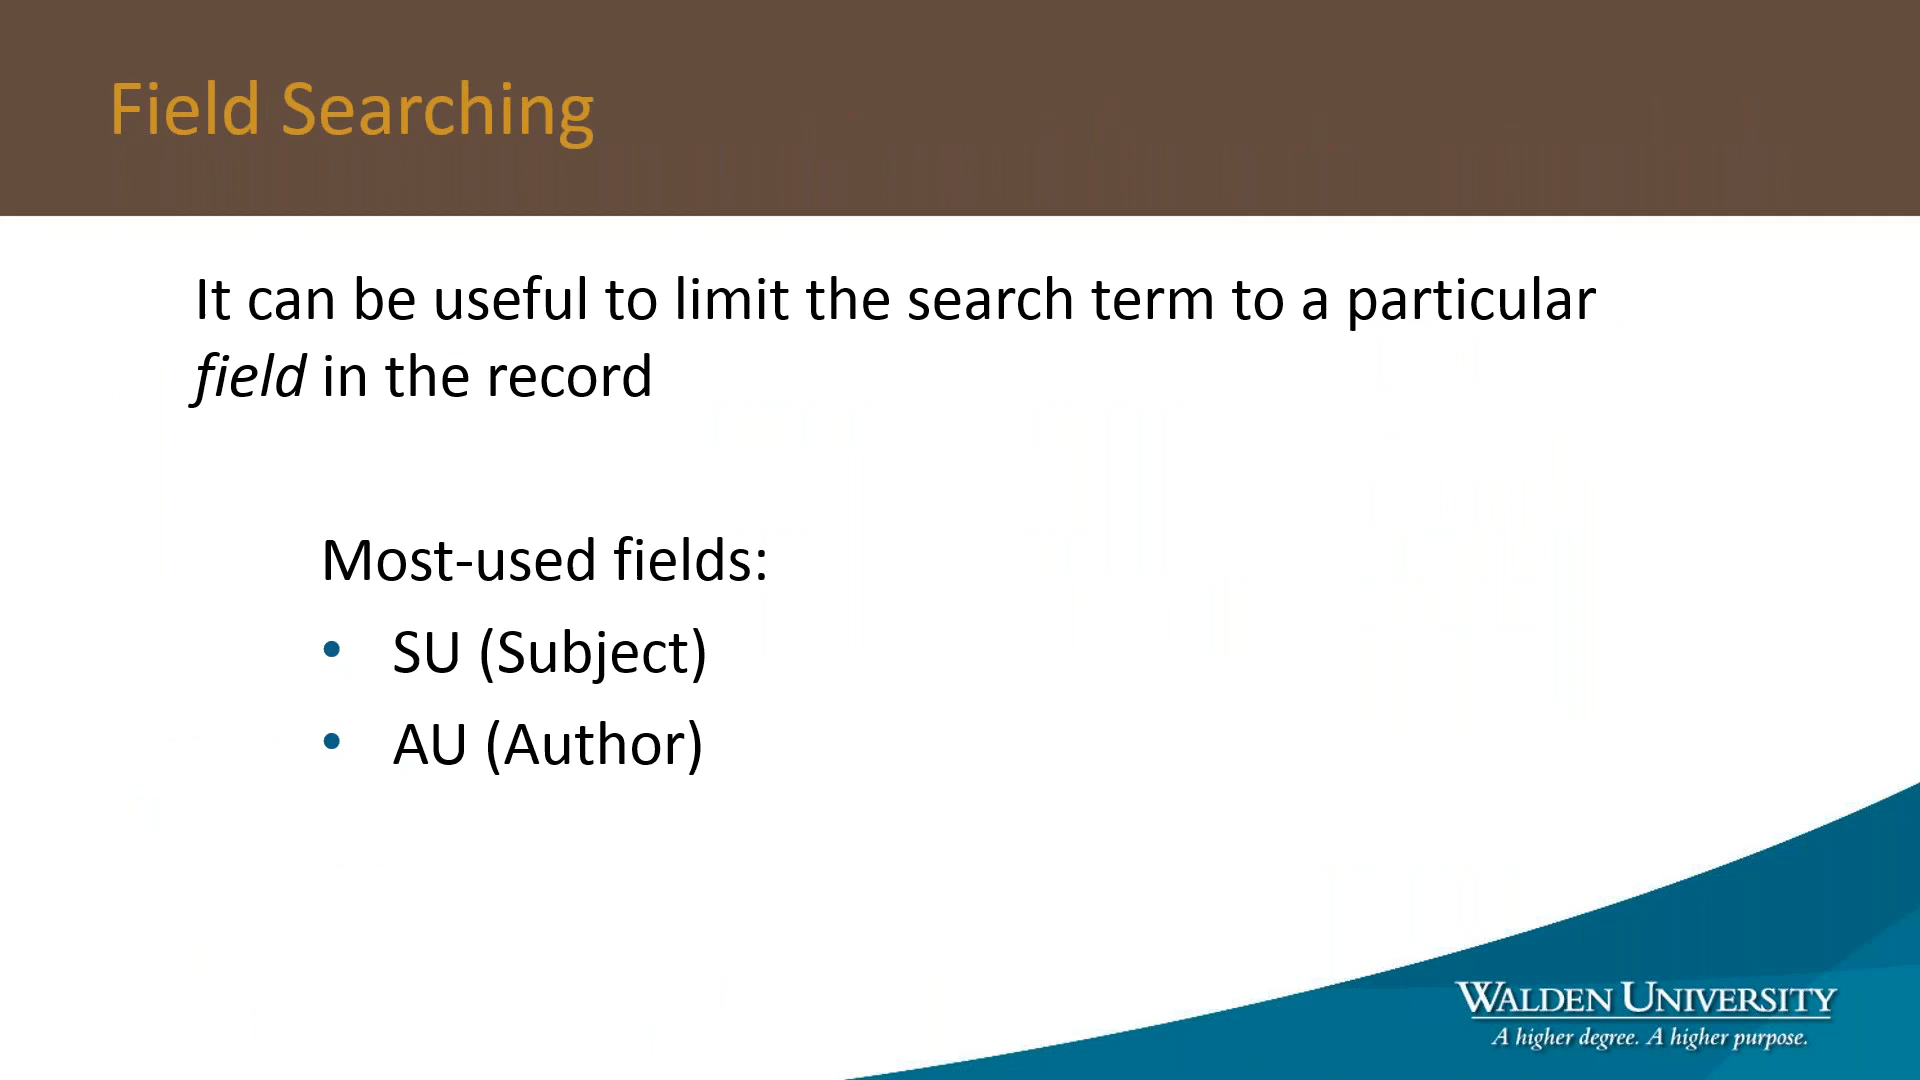 Field Searching
It can be useful to limit the search term to a particular
field in the record
Most-used fields:
• SU (Subject)
• AU (Author)
WALDEN UNIVERSITY
A higher degree. A higher purpose.